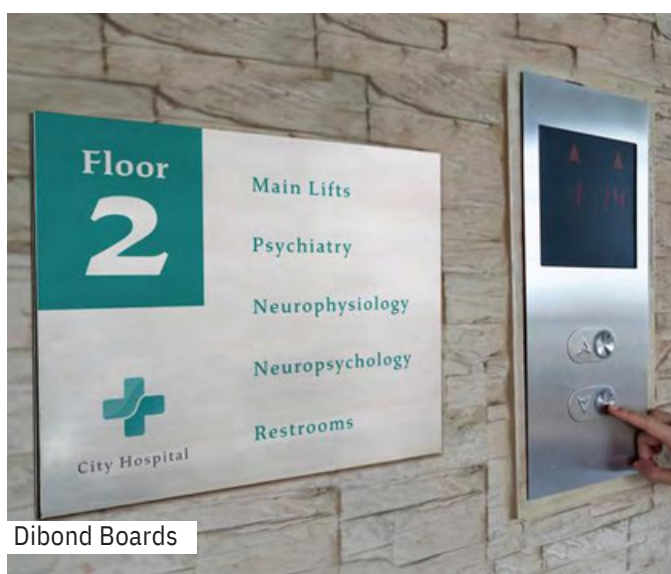 Floor
2
Main Lifts
Psychiatry
Neurophysiology
Neuropsychology
Restrooms
City Hospital
Dibond Boards